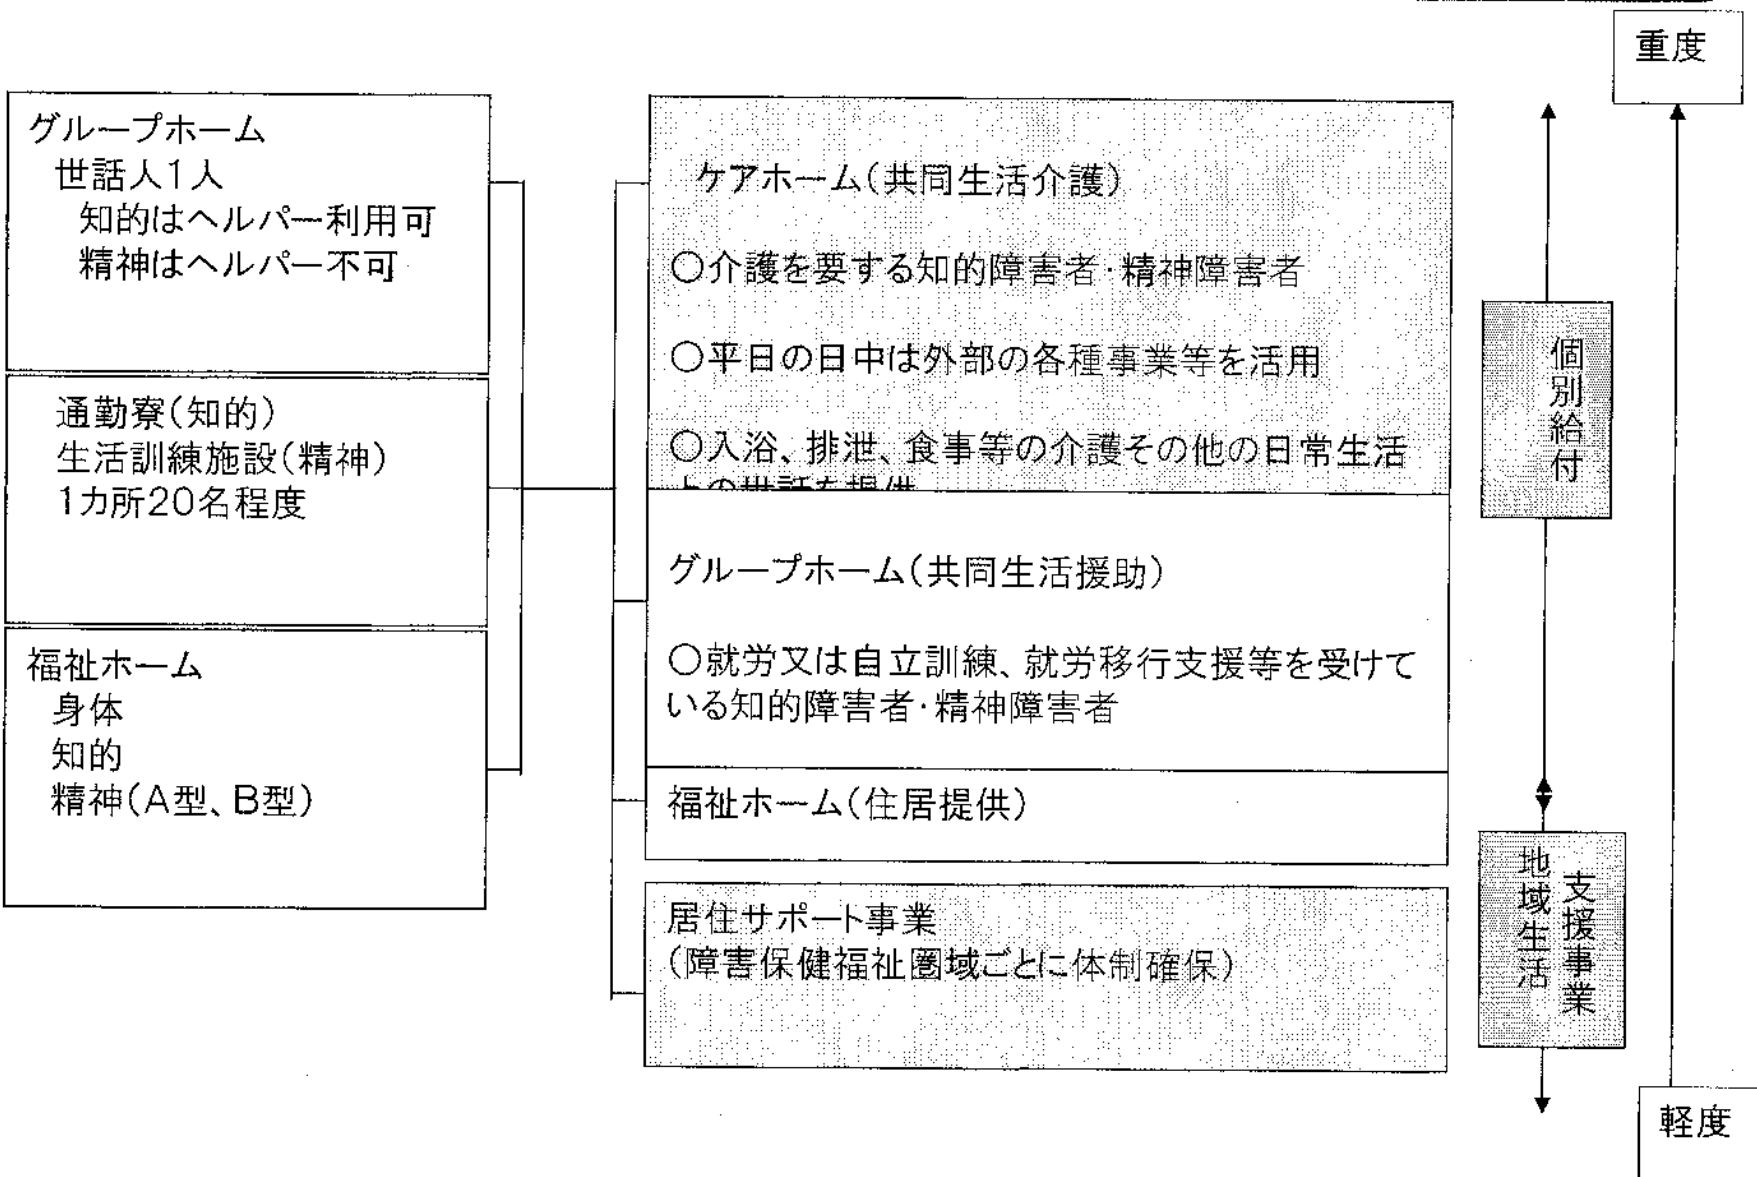 重度
グループホーム
世話人1人
知的はヘルパー利用可
精神はヘルパー不可
通勤寮(知的)
生活訓練施設(精神)
1カ所20名程度
福祉ホーム
身体
知的
精神(A型、B型)
ケアホーム(共同生活介護)
○介護を要する知的障害者・精神障害者
○平日の日中は外部の各種事業等を活用
○入浴、排泄、食事等の介護その他の日常生活
上の世話を提供
グループホーム(共同生活援助)
○就労又は自立訓練、就労移行支援等を受けて
いる知的障害者・精神障害者
福祉ホーム(住居提供)
居住サポート事業
(障害保健福祉圏域ごとに体制確保)
個別給付
地域生活
支援事業
軽度